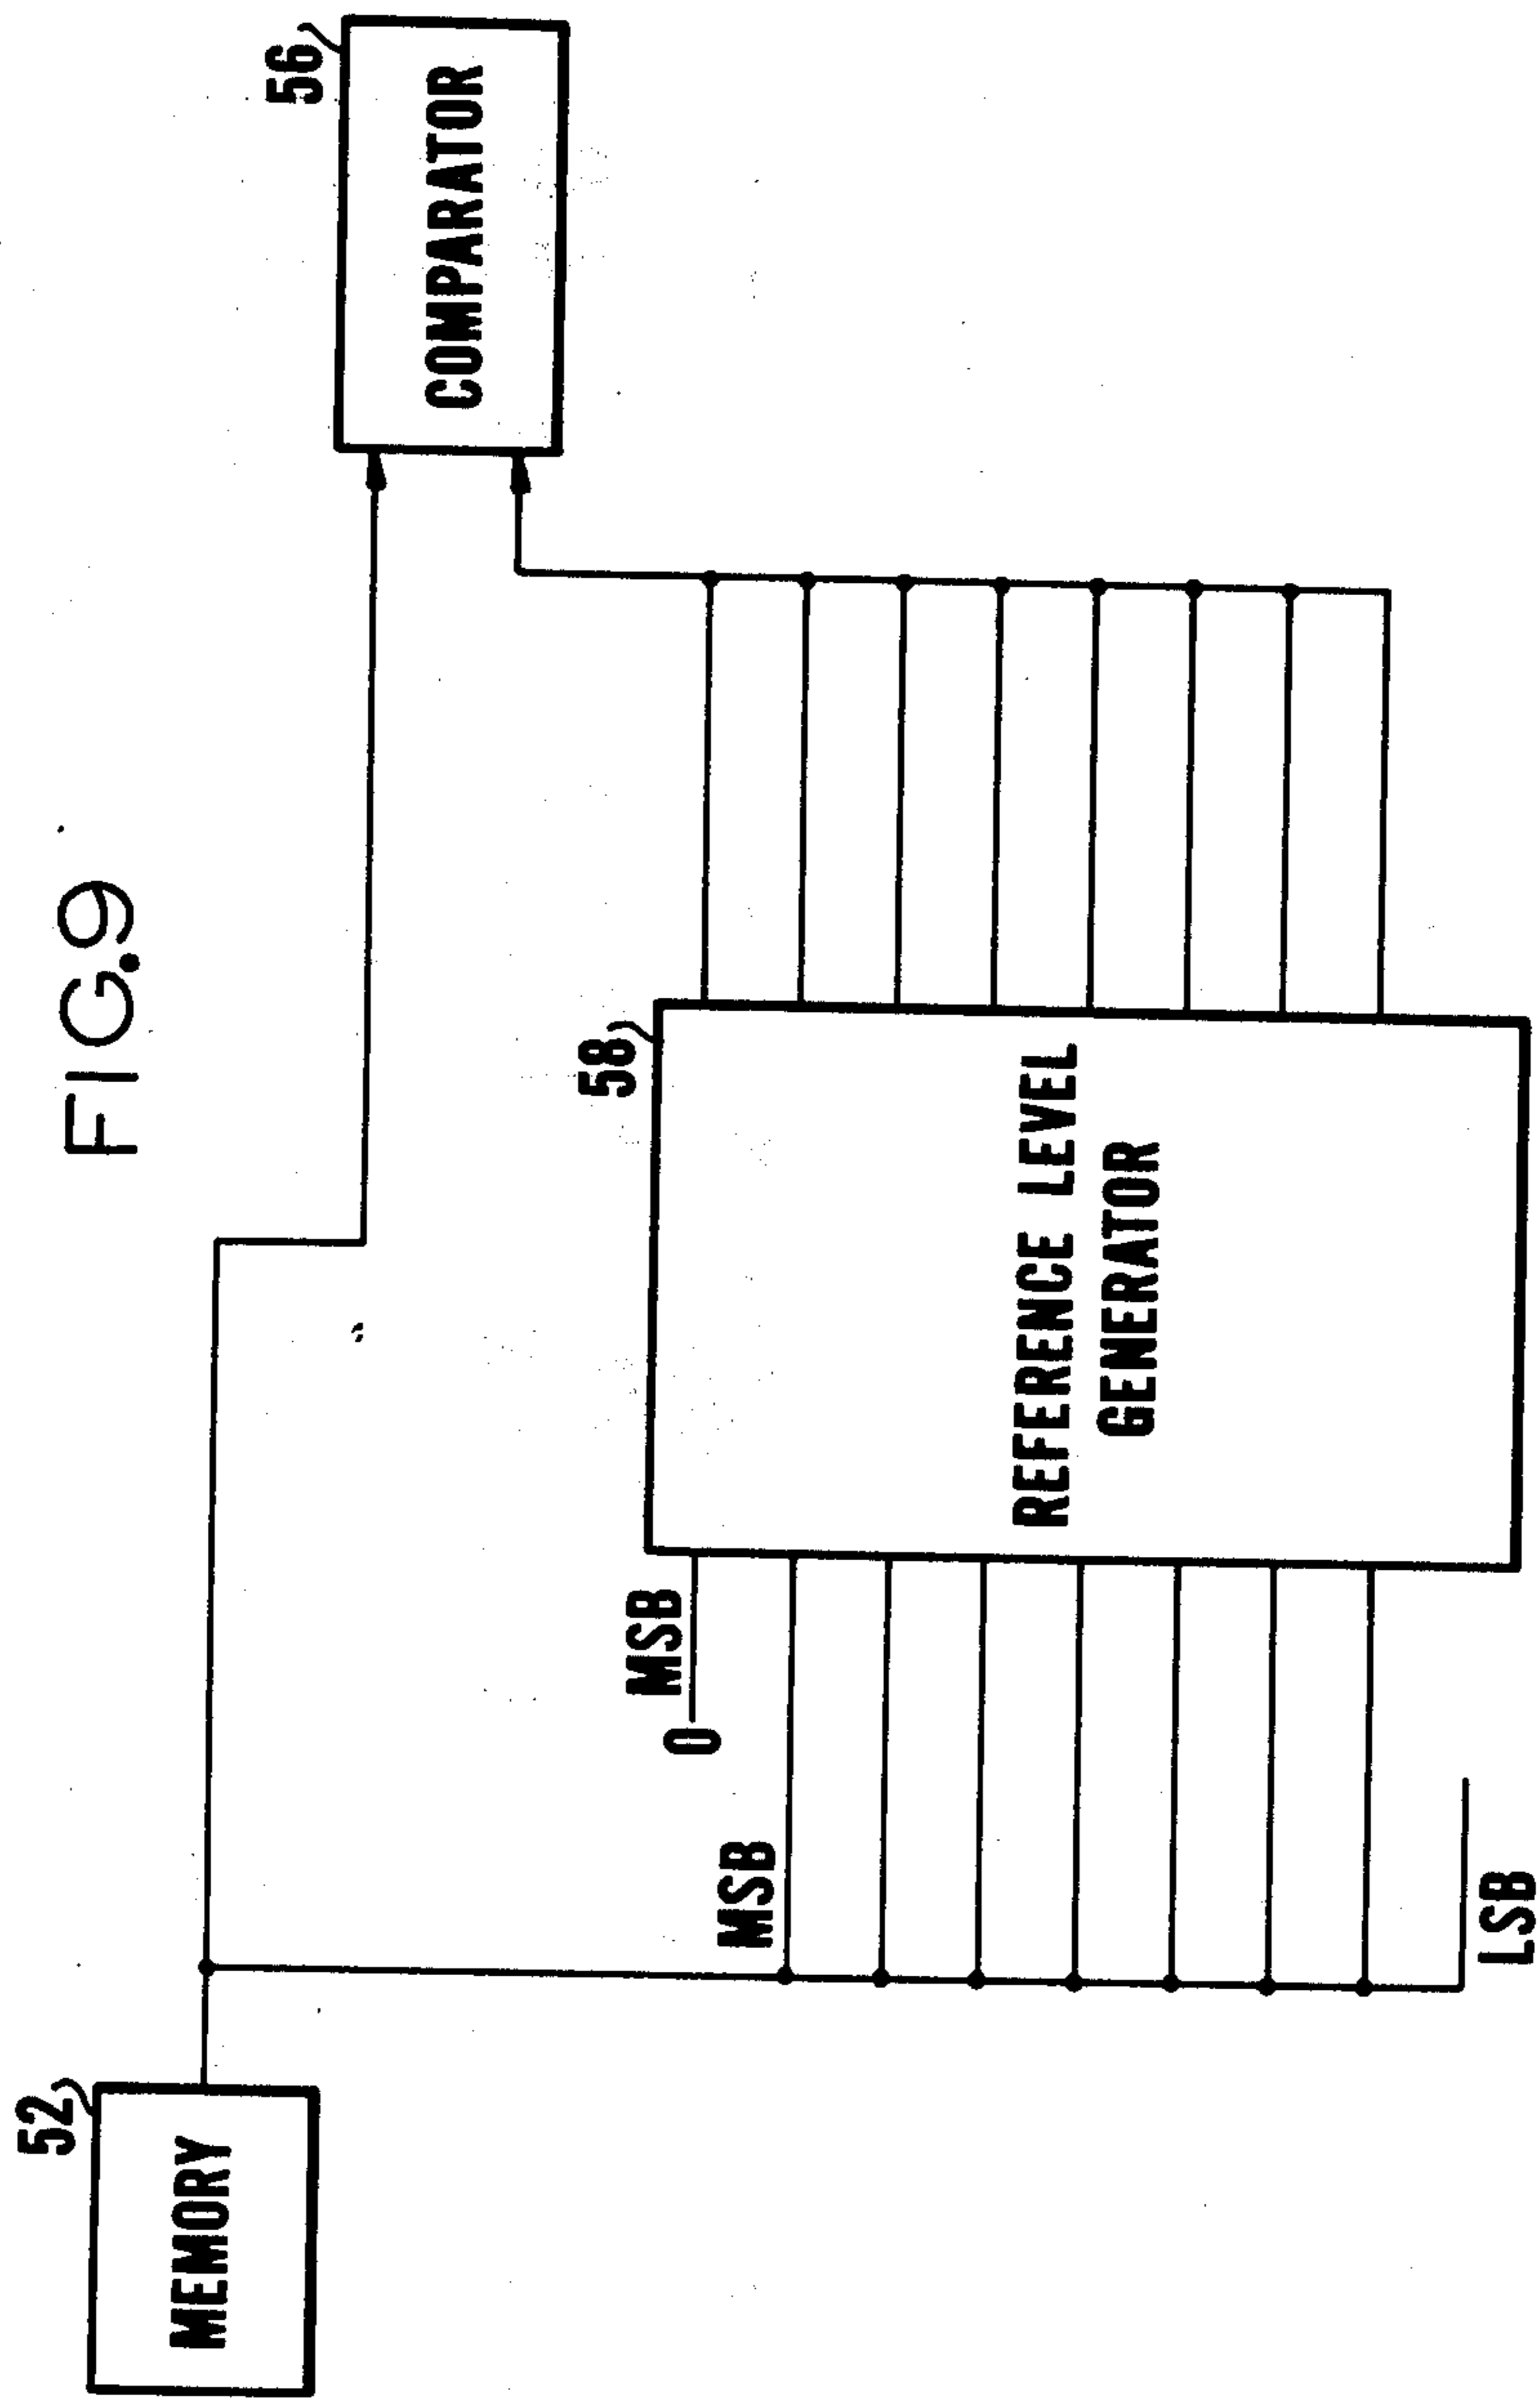 FIG.9
52
MEMORY
56
COMPARATOR
58
REFERENCE LEVEL
GENERATOR
0 MSB
MSB
LSB